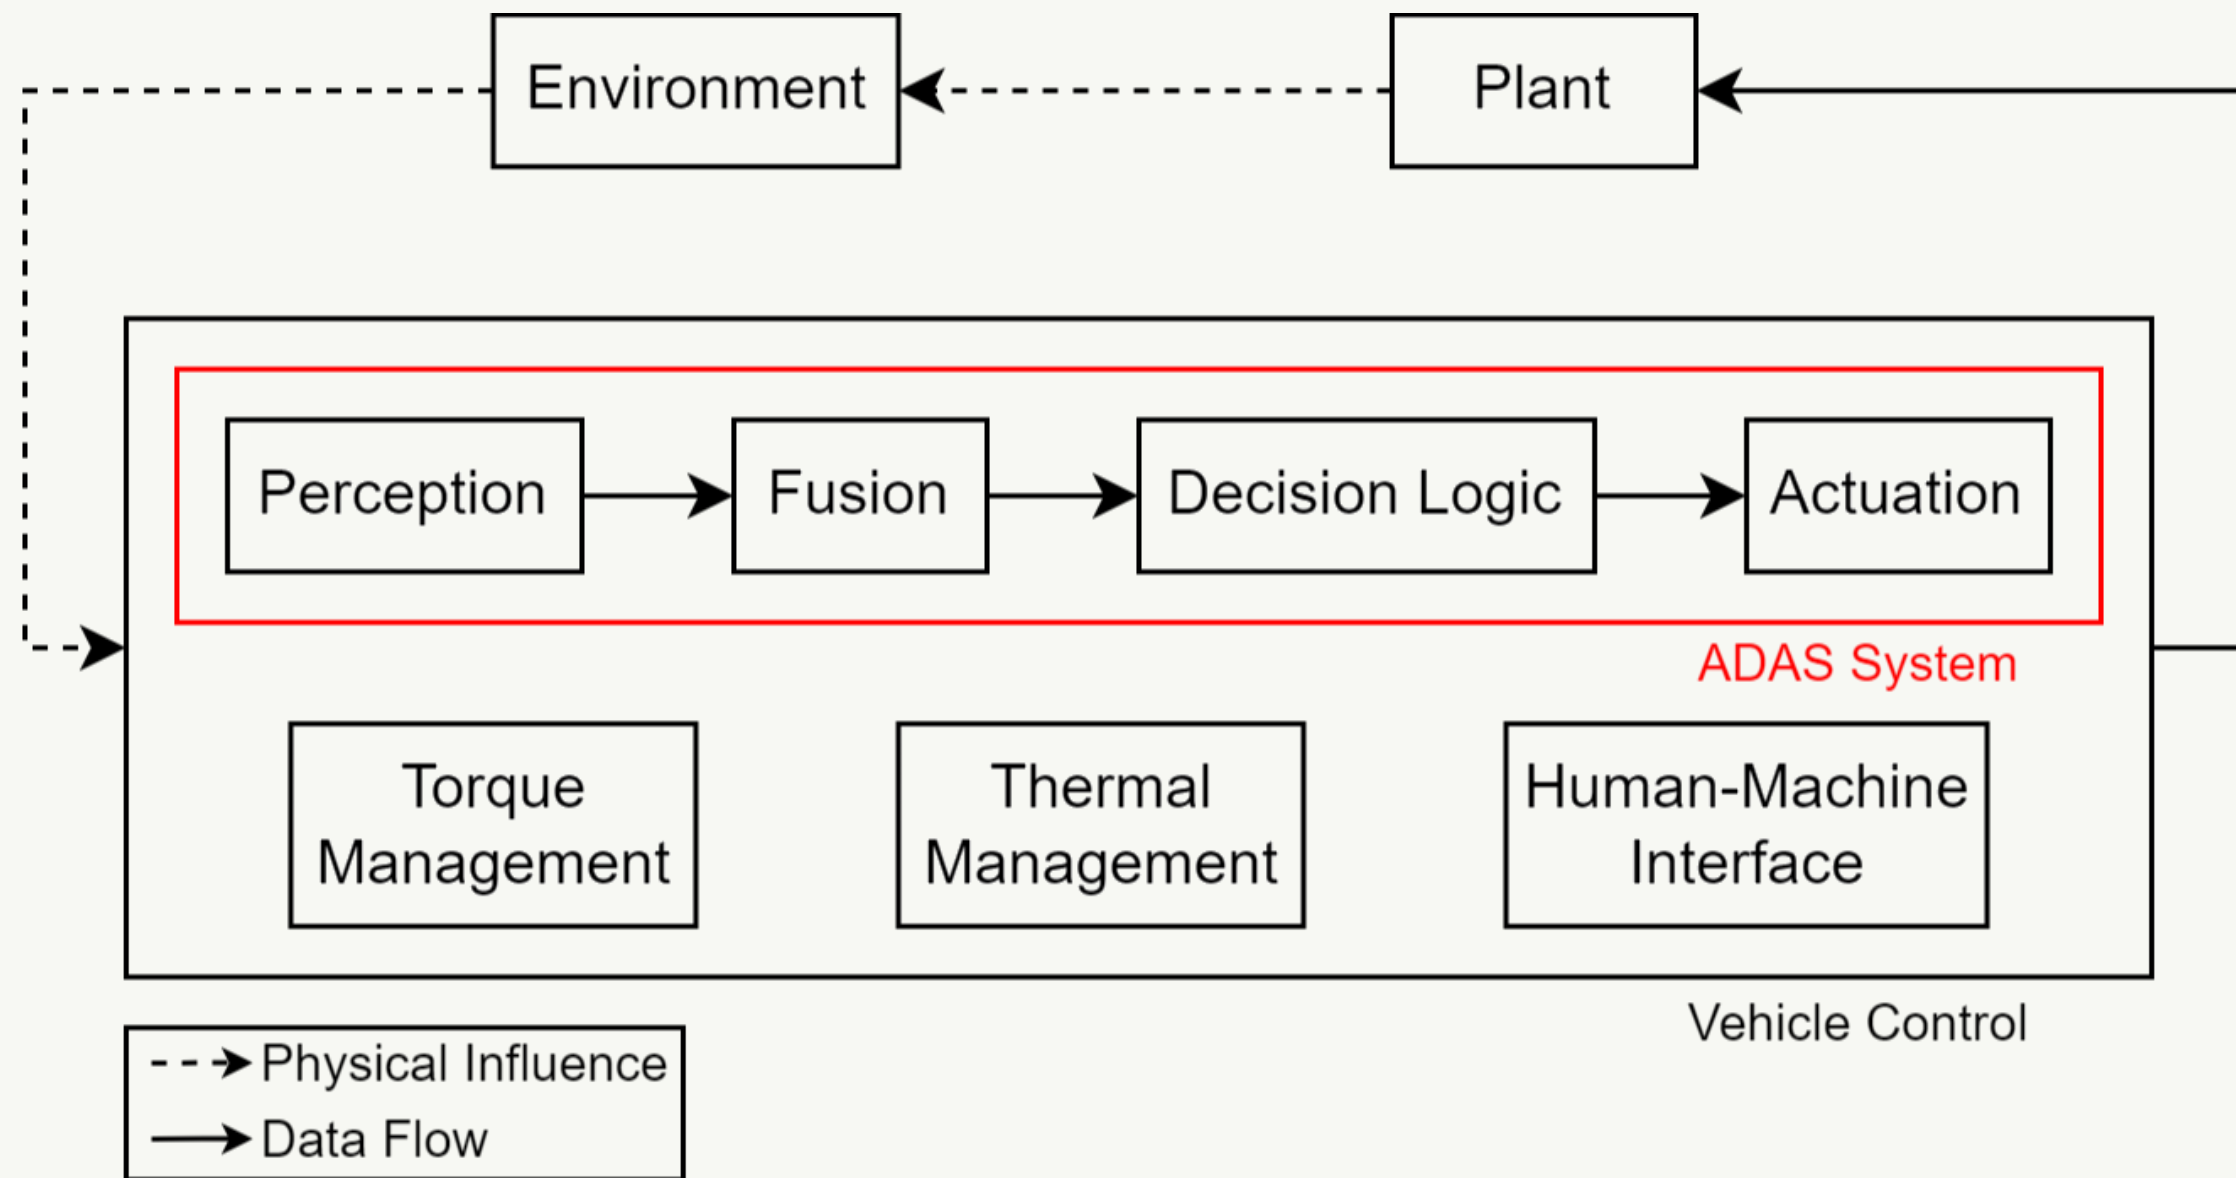 Environment
Plant
Perception
Fusion
Decision Logic
Actuation
ADAS System
Torque
Management
Thermal
Management
Human-Machine
Interface
Vehicle Control
Physical Influence
Data Flow